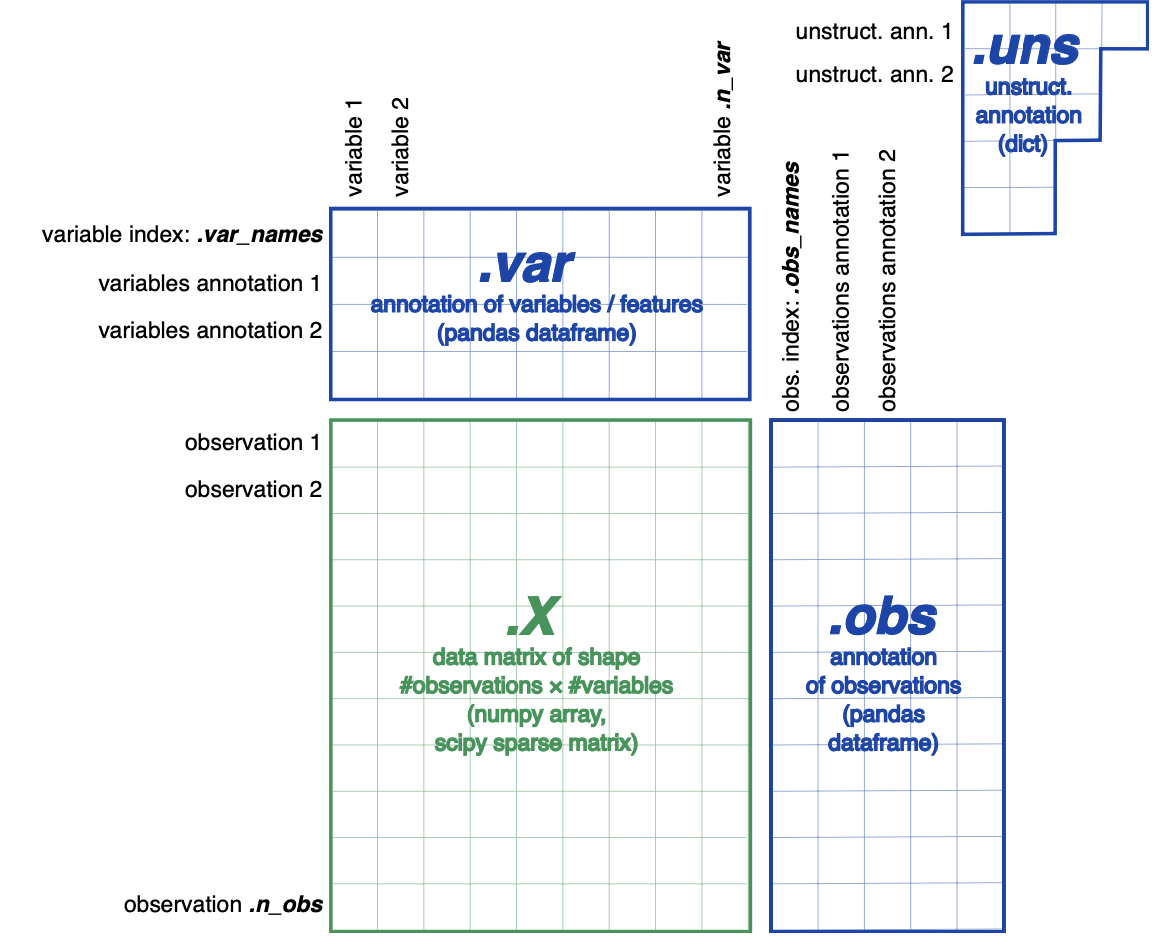 unstruct. ann. 1
unstruct. ann. 2
.uns
unstruct.
annotation
(dict)
variable 1
variable 2
variable .n_var
variable index: .var_names
variables annotation 1
variables annotation 2
.var
annotation of variables / features
(pandas dataframe)
obs. index: .obs_names
observations annotation 1
observations annotation 2
observation 1
observation 2
observation .n_obs
.X
data matrix of shape
#observations × #variables
(numpy array,
scipy sparse matrix)
.obs
annotation
of observations
(pandas
dataframe)